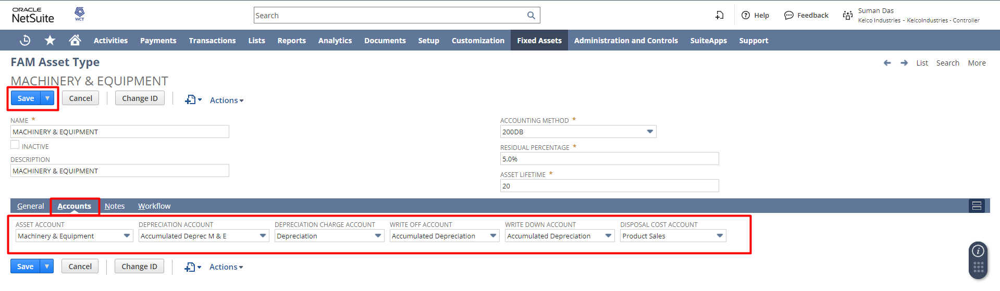 ORACLE
NetSuite
WCT
Search
Help
Feedback
Suman Das
Kelco Industries - KelcoIndustries - Controller
Activities Payments Transactions Lists Reports Analytics Documents Setup Customization Fixed Assets Administration and Controls SuiteApps Support
FAM Asset Type
List Search More
MACHINERY & EQUIPMENT
Save Cancel Change ID Actions
NAME *
MACHINERY & EQUIPMENT
INACTIVE
DESCRIPTION
MACHINERY & EQUIPMENT
ACCOUNTING METHOD *
200DB
RESIDUAL PERCENTAGE *
5.0%
ASSET LIFETIME *
20
General Accounts Notes Workflow
ASSET ACCOUNT DEPRECIATION ACCOUNT DEPRECIATION CHARGE ACCOUNT WRITE OFF ACCOUNT WRITE DOWN ACCOUNT DISPOSAL COST ACCOUNT
Machinery & Equipment Accumulated Deprec M & E Depreciation Accumulated Depreciation Accumulated Depreciation Product Sales
Save Cancel Change ID Actions